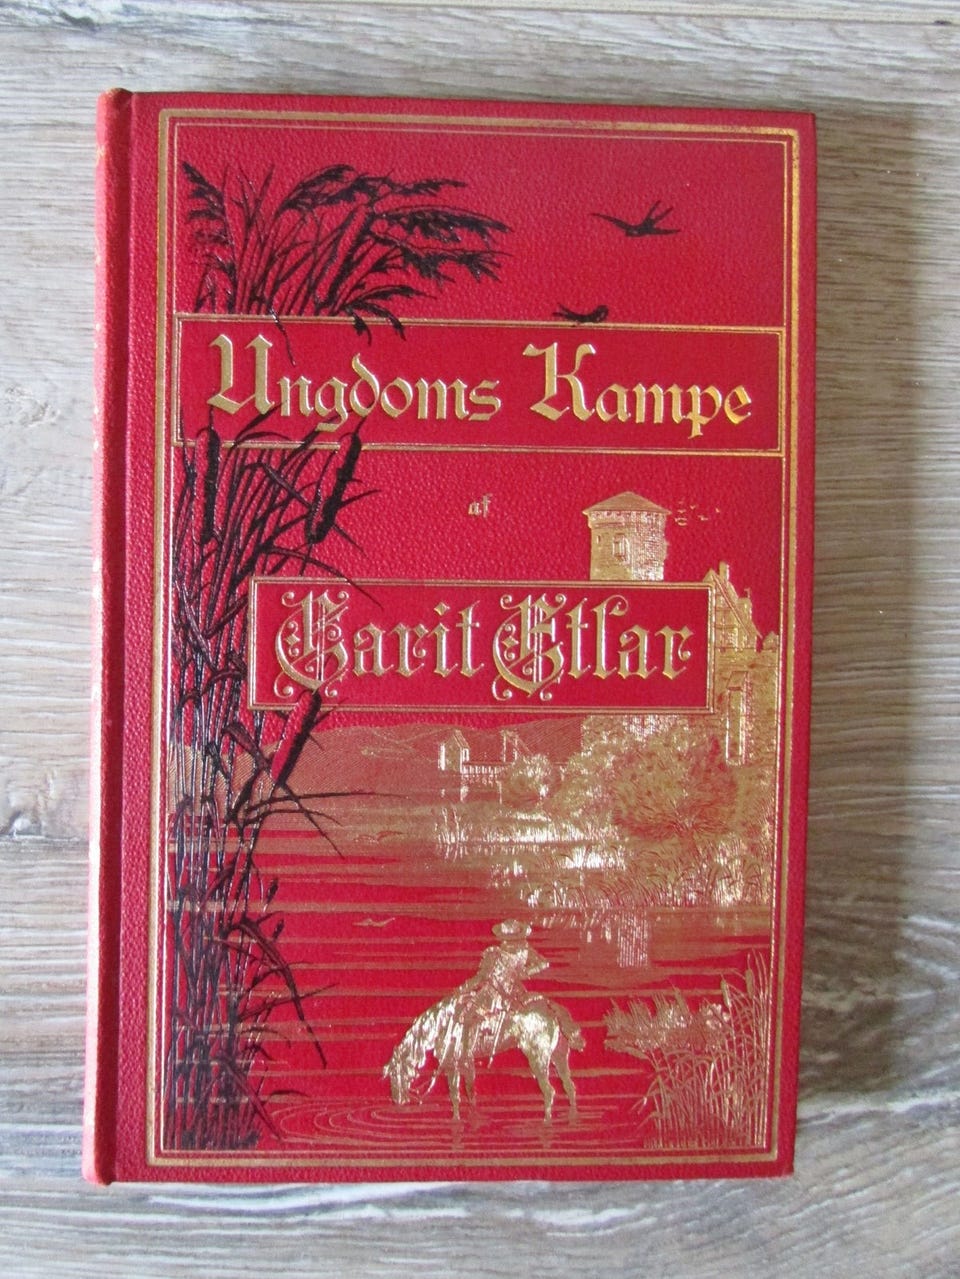 Ungdoms Kampe
af
Carit Etlar